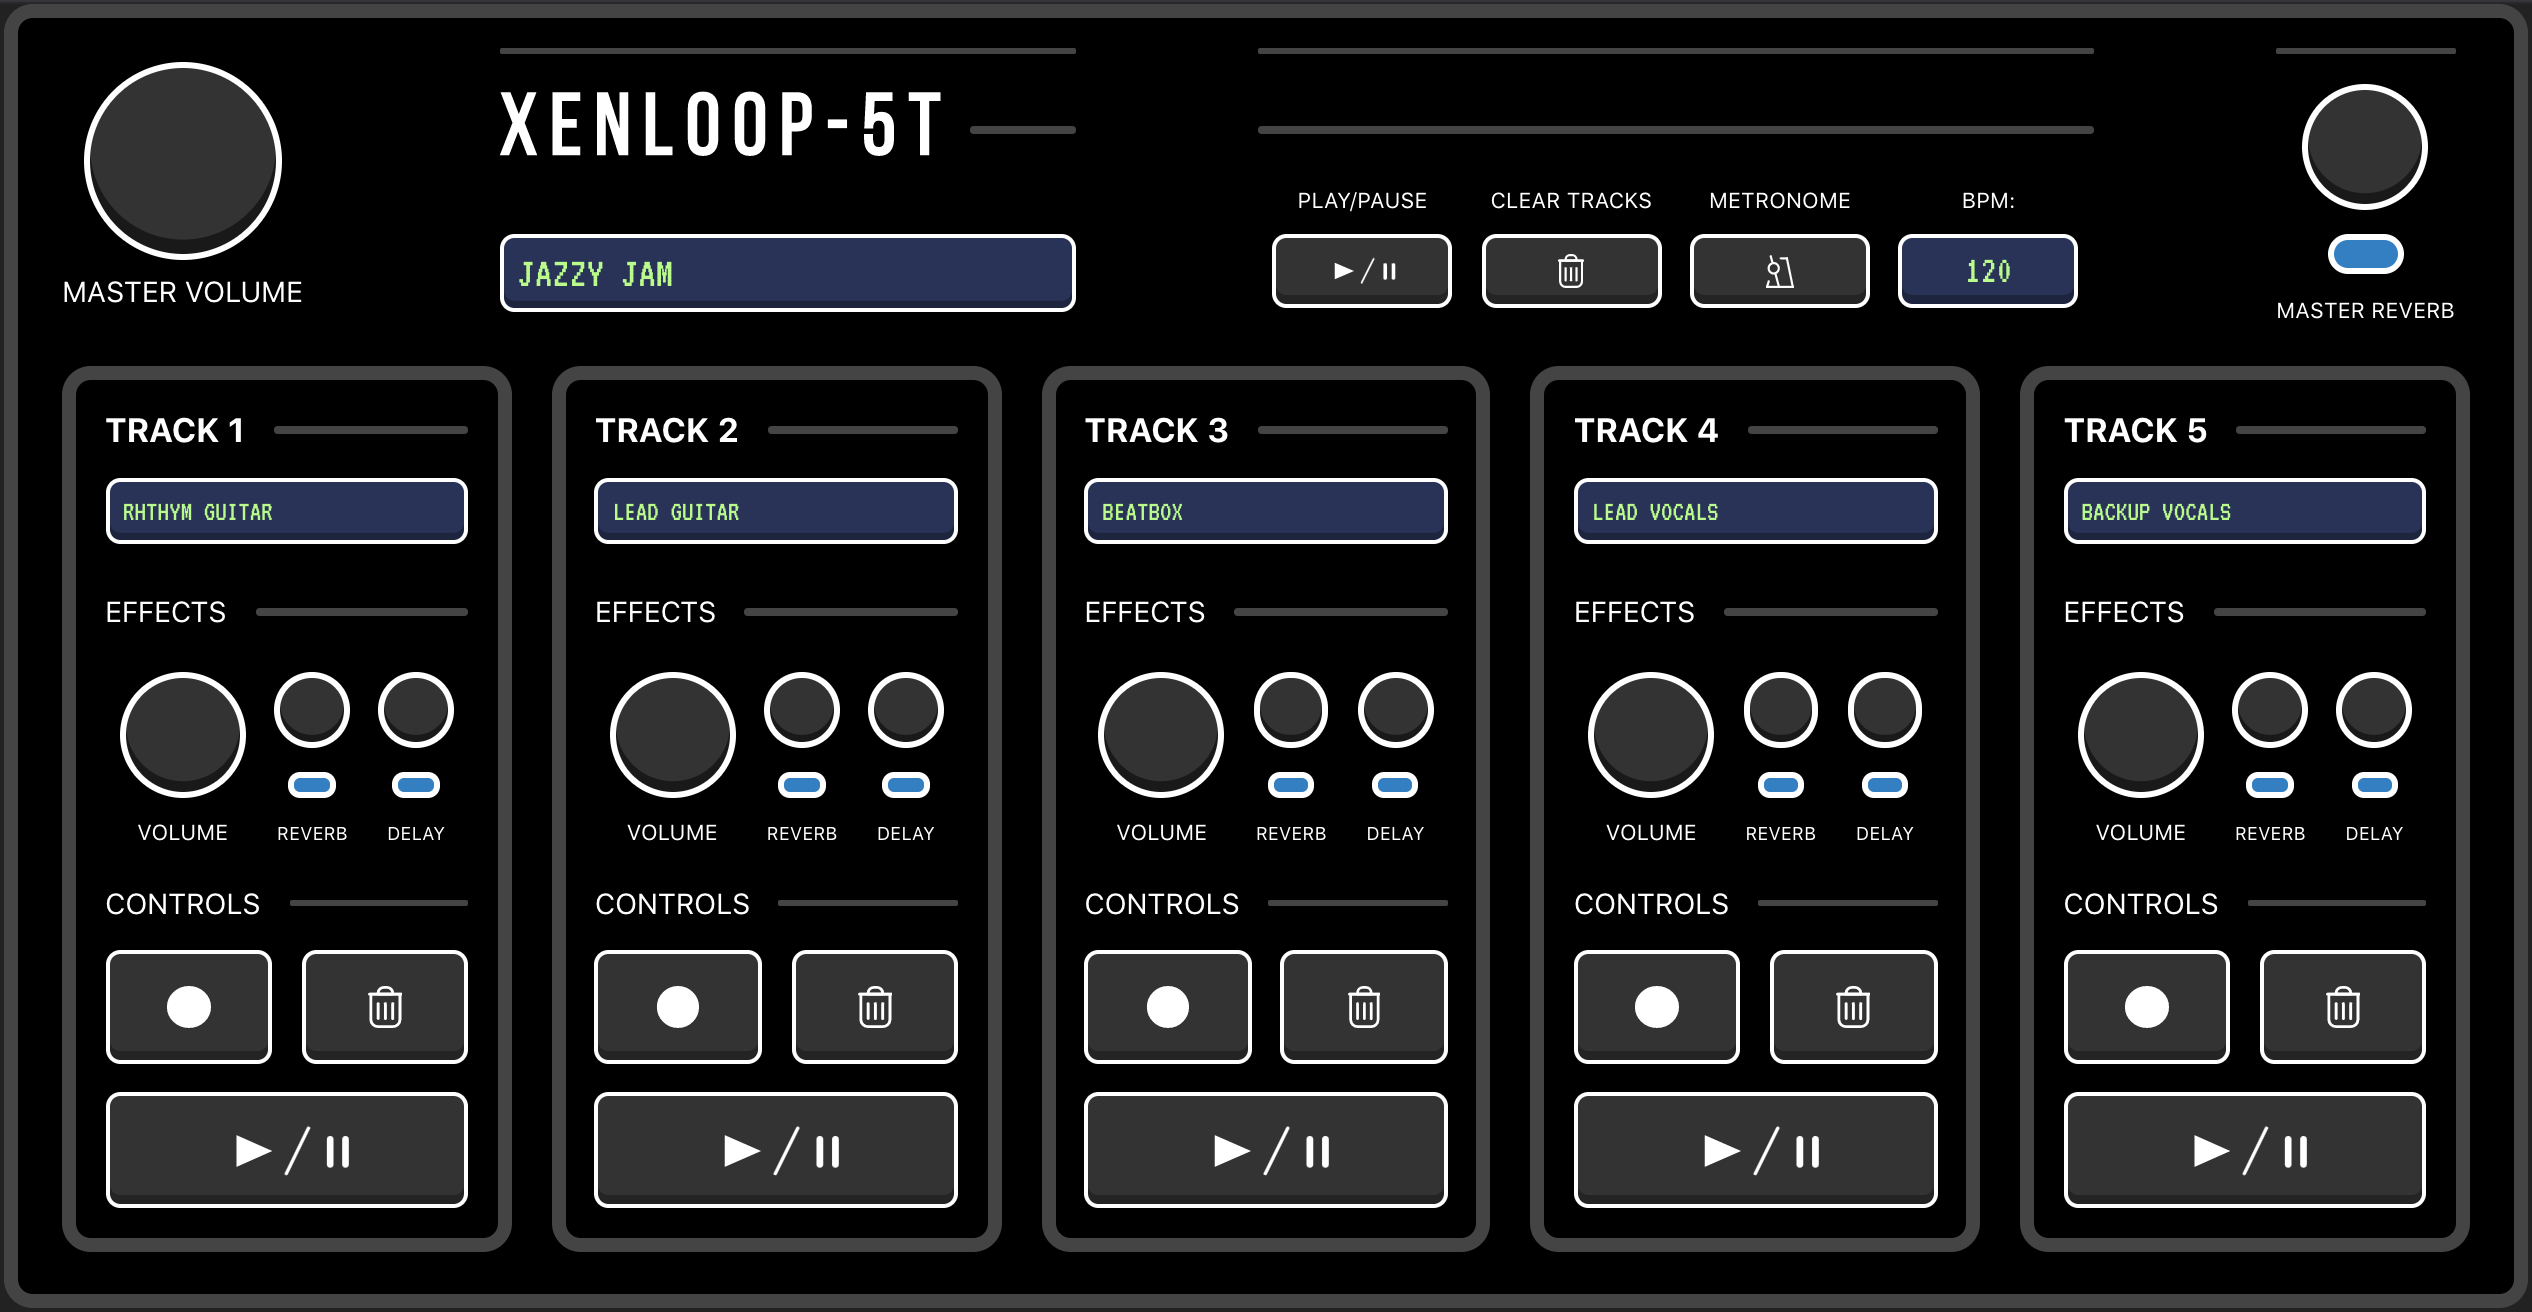 XENLOOP-5T
PLAY/PAUSE CLEAR TRACKS METRONOME BPM:
JAZZY JAM
120
MASTER VOLUME
MASTER REVERB
TRACK 1
RHTHYM GUITAR
EFFECTS
VOLUME REVERB DELAY
CONTROLS
TRACK 2
LEAD GUITAR
EFFECTS
VOLUME REVERB DELAY
CONTROLS
TRACK 3
BEATBOX
EFFECTS
VOLUME REVERB DELAY
CONTROLS
TRACK 4
LEAD VOCALS
EFFECTS
VOLUME REVERB DELAY
CONTROLS
TRACK 5
BACKUP VOCALS
EFFECTS
VOLUME REVERB DELAY
CONTROLS